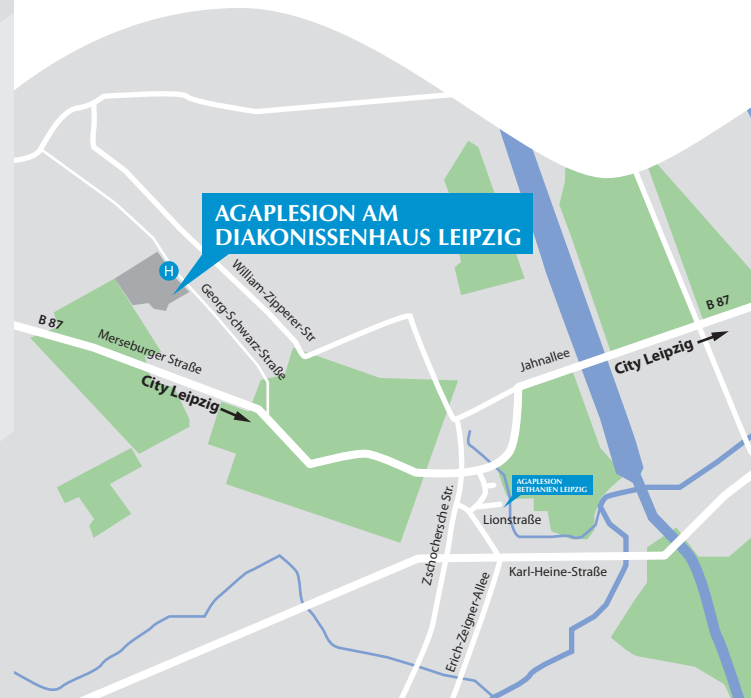 AGAPLESION AM
DIAKONISSENHAUS LEIPZIG
H
William-Zipperer-Str
Georg-Schwarz-Straße
B 87
Merseburger Straße
City Leipzig
B 87
Jahnallee
City Leipzig
AGAPLESION
BETHANIEN LEIPZIG
Lionstraße
Zschochersche Str.
Karl-Heine-Straße
Erich-Zeigner-Allee